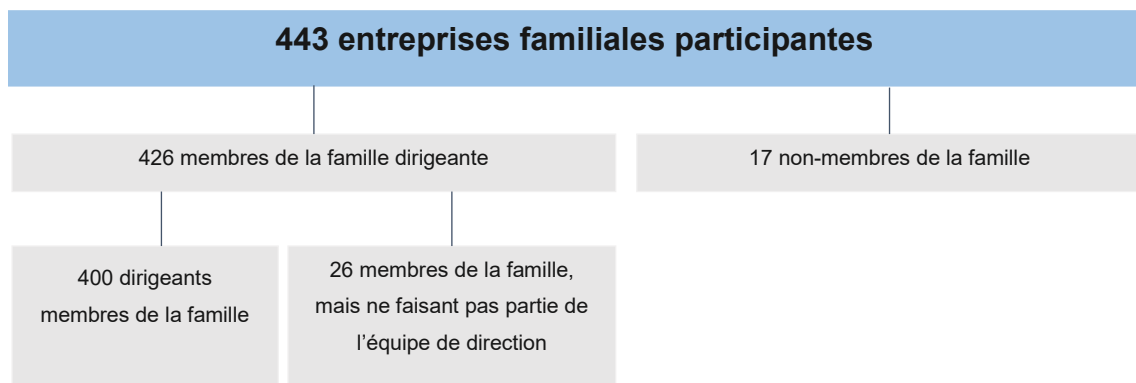 443 entreprises familiales participantes
426 membres de la famille dirigeante
17 non-membres de la famille
400 dirigeants
membres de la famille
26 membres de la famille,
mais ne faisant pas partie de
l’équipe de direction